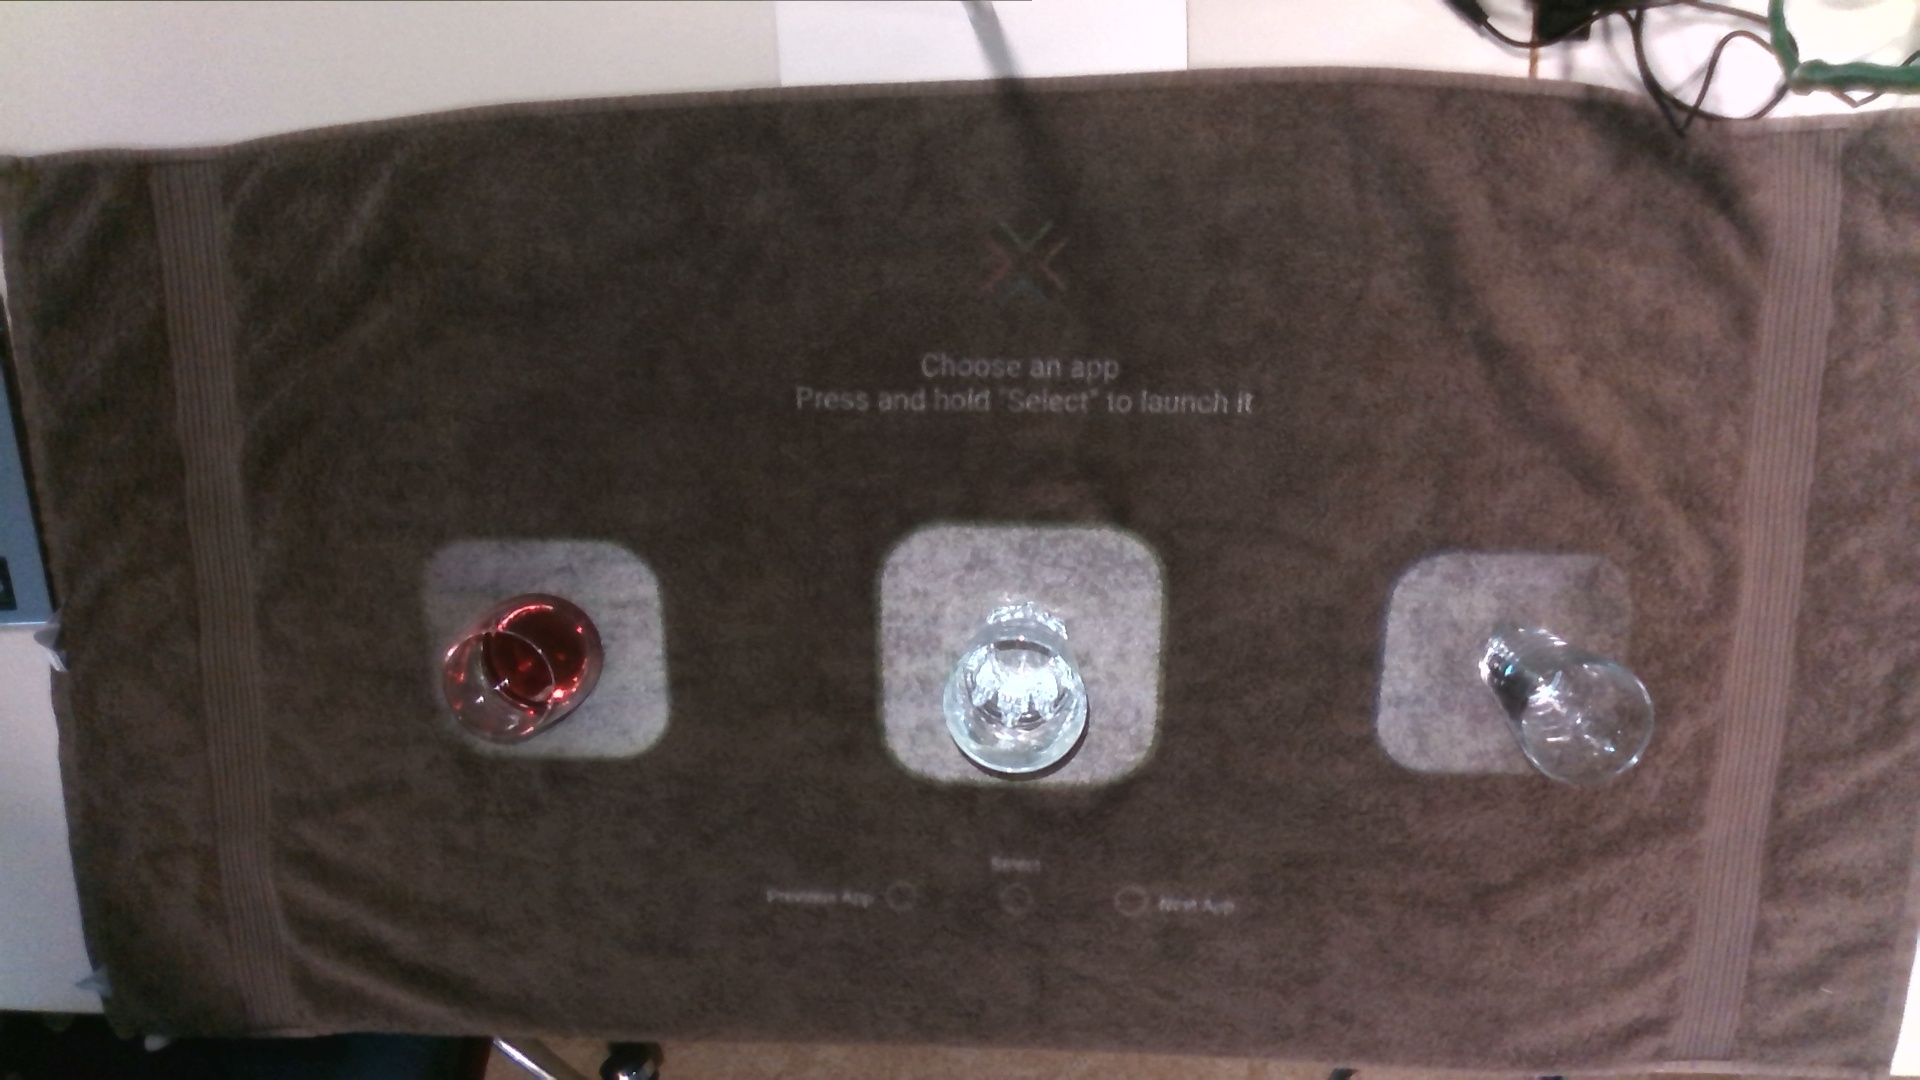 Choose an app
Press and hold "Select" to launch it
Select
Previous App
Next App